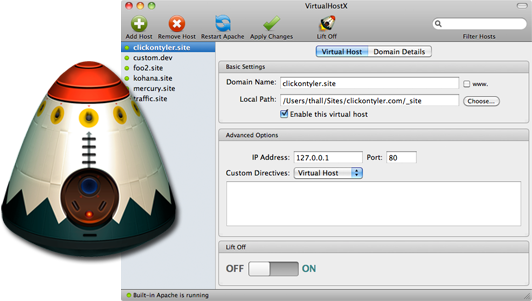 VirtualHostX
Add Host Remove Host Restart Apache Apply Changes Lift Off Filter Hosts
clickontyler.site
custom.dev
foo2.site
kohana.site
mercury.site
traffic.site
Virtual Host Domain Details
Basic Settings
Domain Name: clickontyler.site www.
Local Path: /Users/thall/Sites/clickontyler.com/_site Choose...
Enable this virtual host
Advanced Options
IP Address: 127.0.0.1 Port: 80
Custom Directives: Virtual Host
Lift Off
OFF ON
Built-in Apache is running